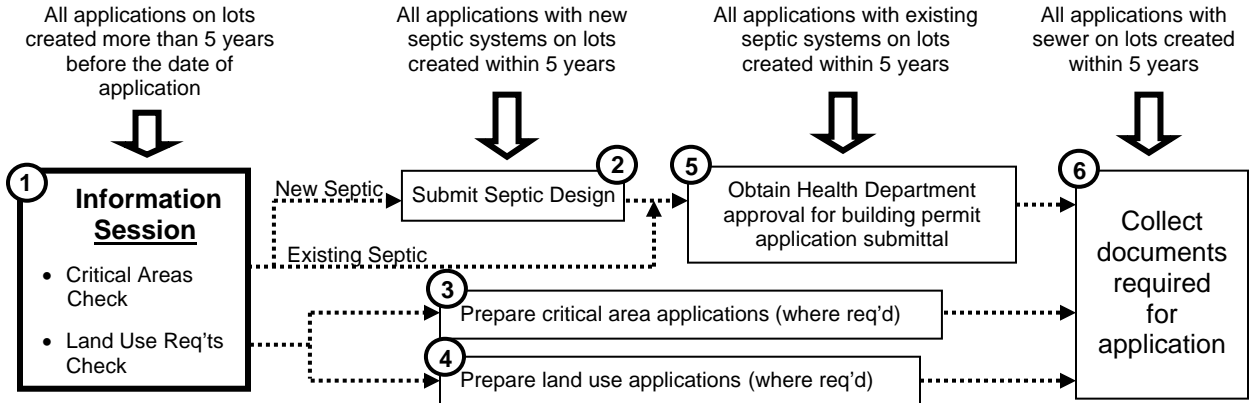 All applications on lots
created more than 5 years
before the date of
application
All applications with new
septic systems on lots
created within 5 years
All applications with existing
septic systems on lots
created within 5 years
All applications with
sewer on lots created
within 5 years
1
Information
Session
• Critical Areas
Check
• Land Use Req'ts
Check
New Septic
Existing Septic
2
Submit Septic Design
5
Obtain Health Department
approval for building permit
application submittal
3
Prepare critical area applications (where req'd)
4
Prepare land use applications (where req'd)
6
Collect
documents
required
for
application